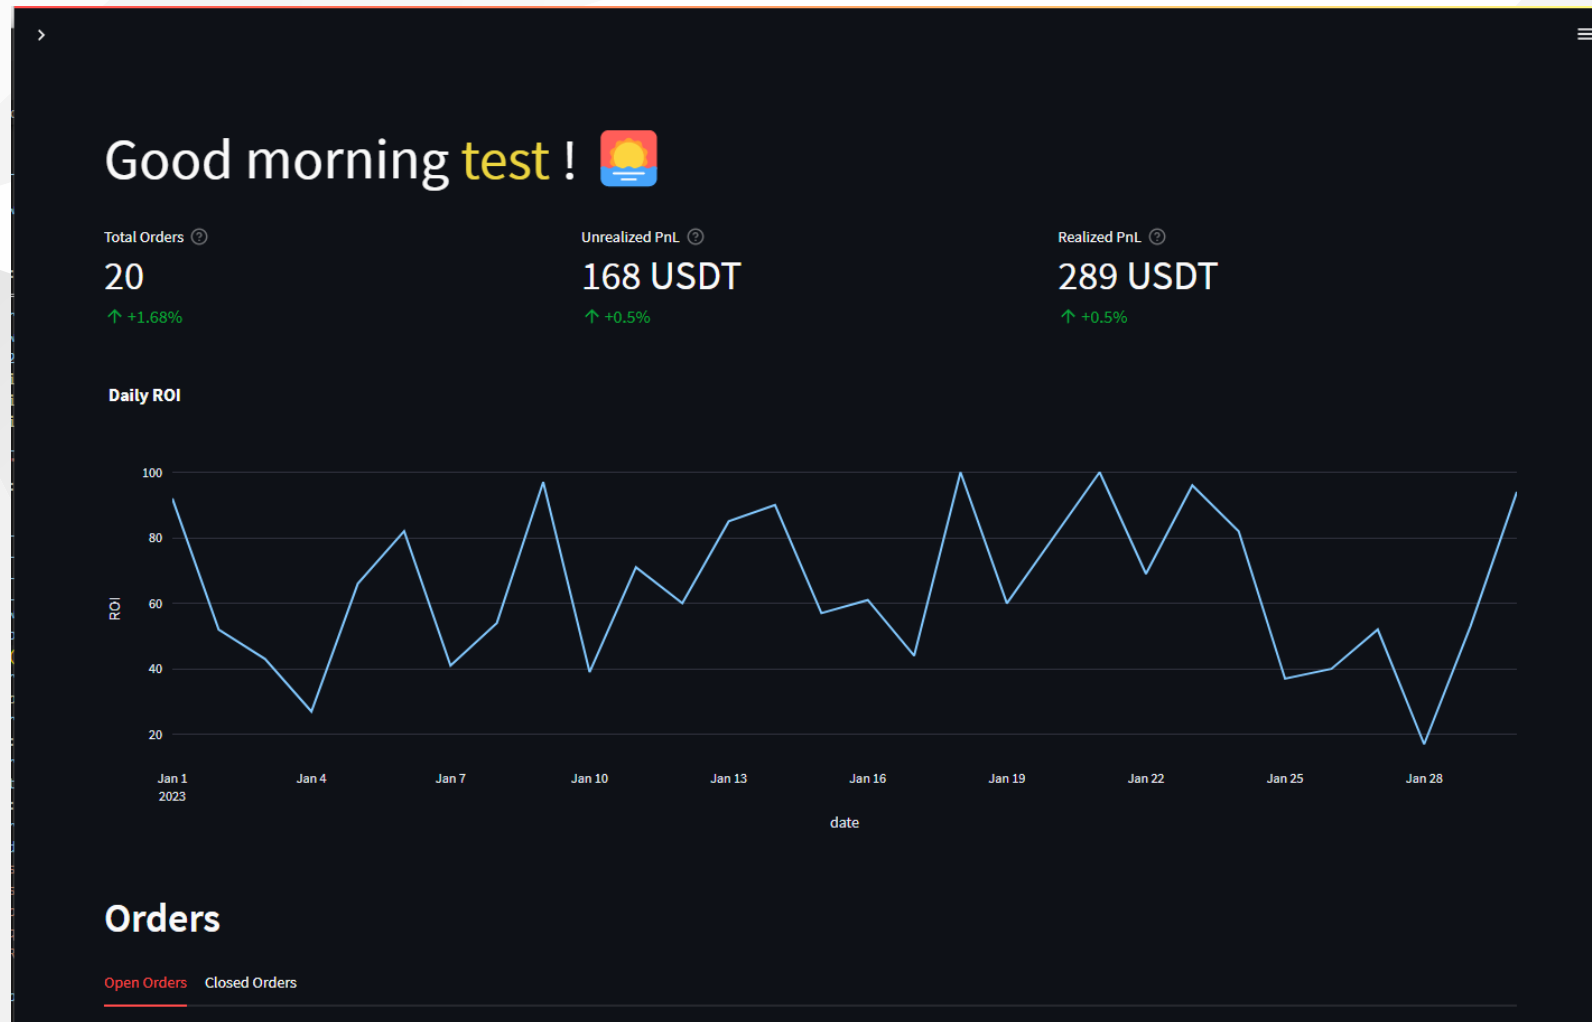 Good morning test !
Total Orders
20
+1.68%
Unrealized PnL
168 USDT
+0.5%
Realized PnL
289 USDT
+0.5%
Daily ROI
100
80
60
40
20
ROI
Jan 1 Jan 4 Jan 7 Jan 10 Jan 13 Jan 16 Jan 19 Jan 22 Jan 25 Jan 28
2023
date
Orders
Open Orders Closed Orders